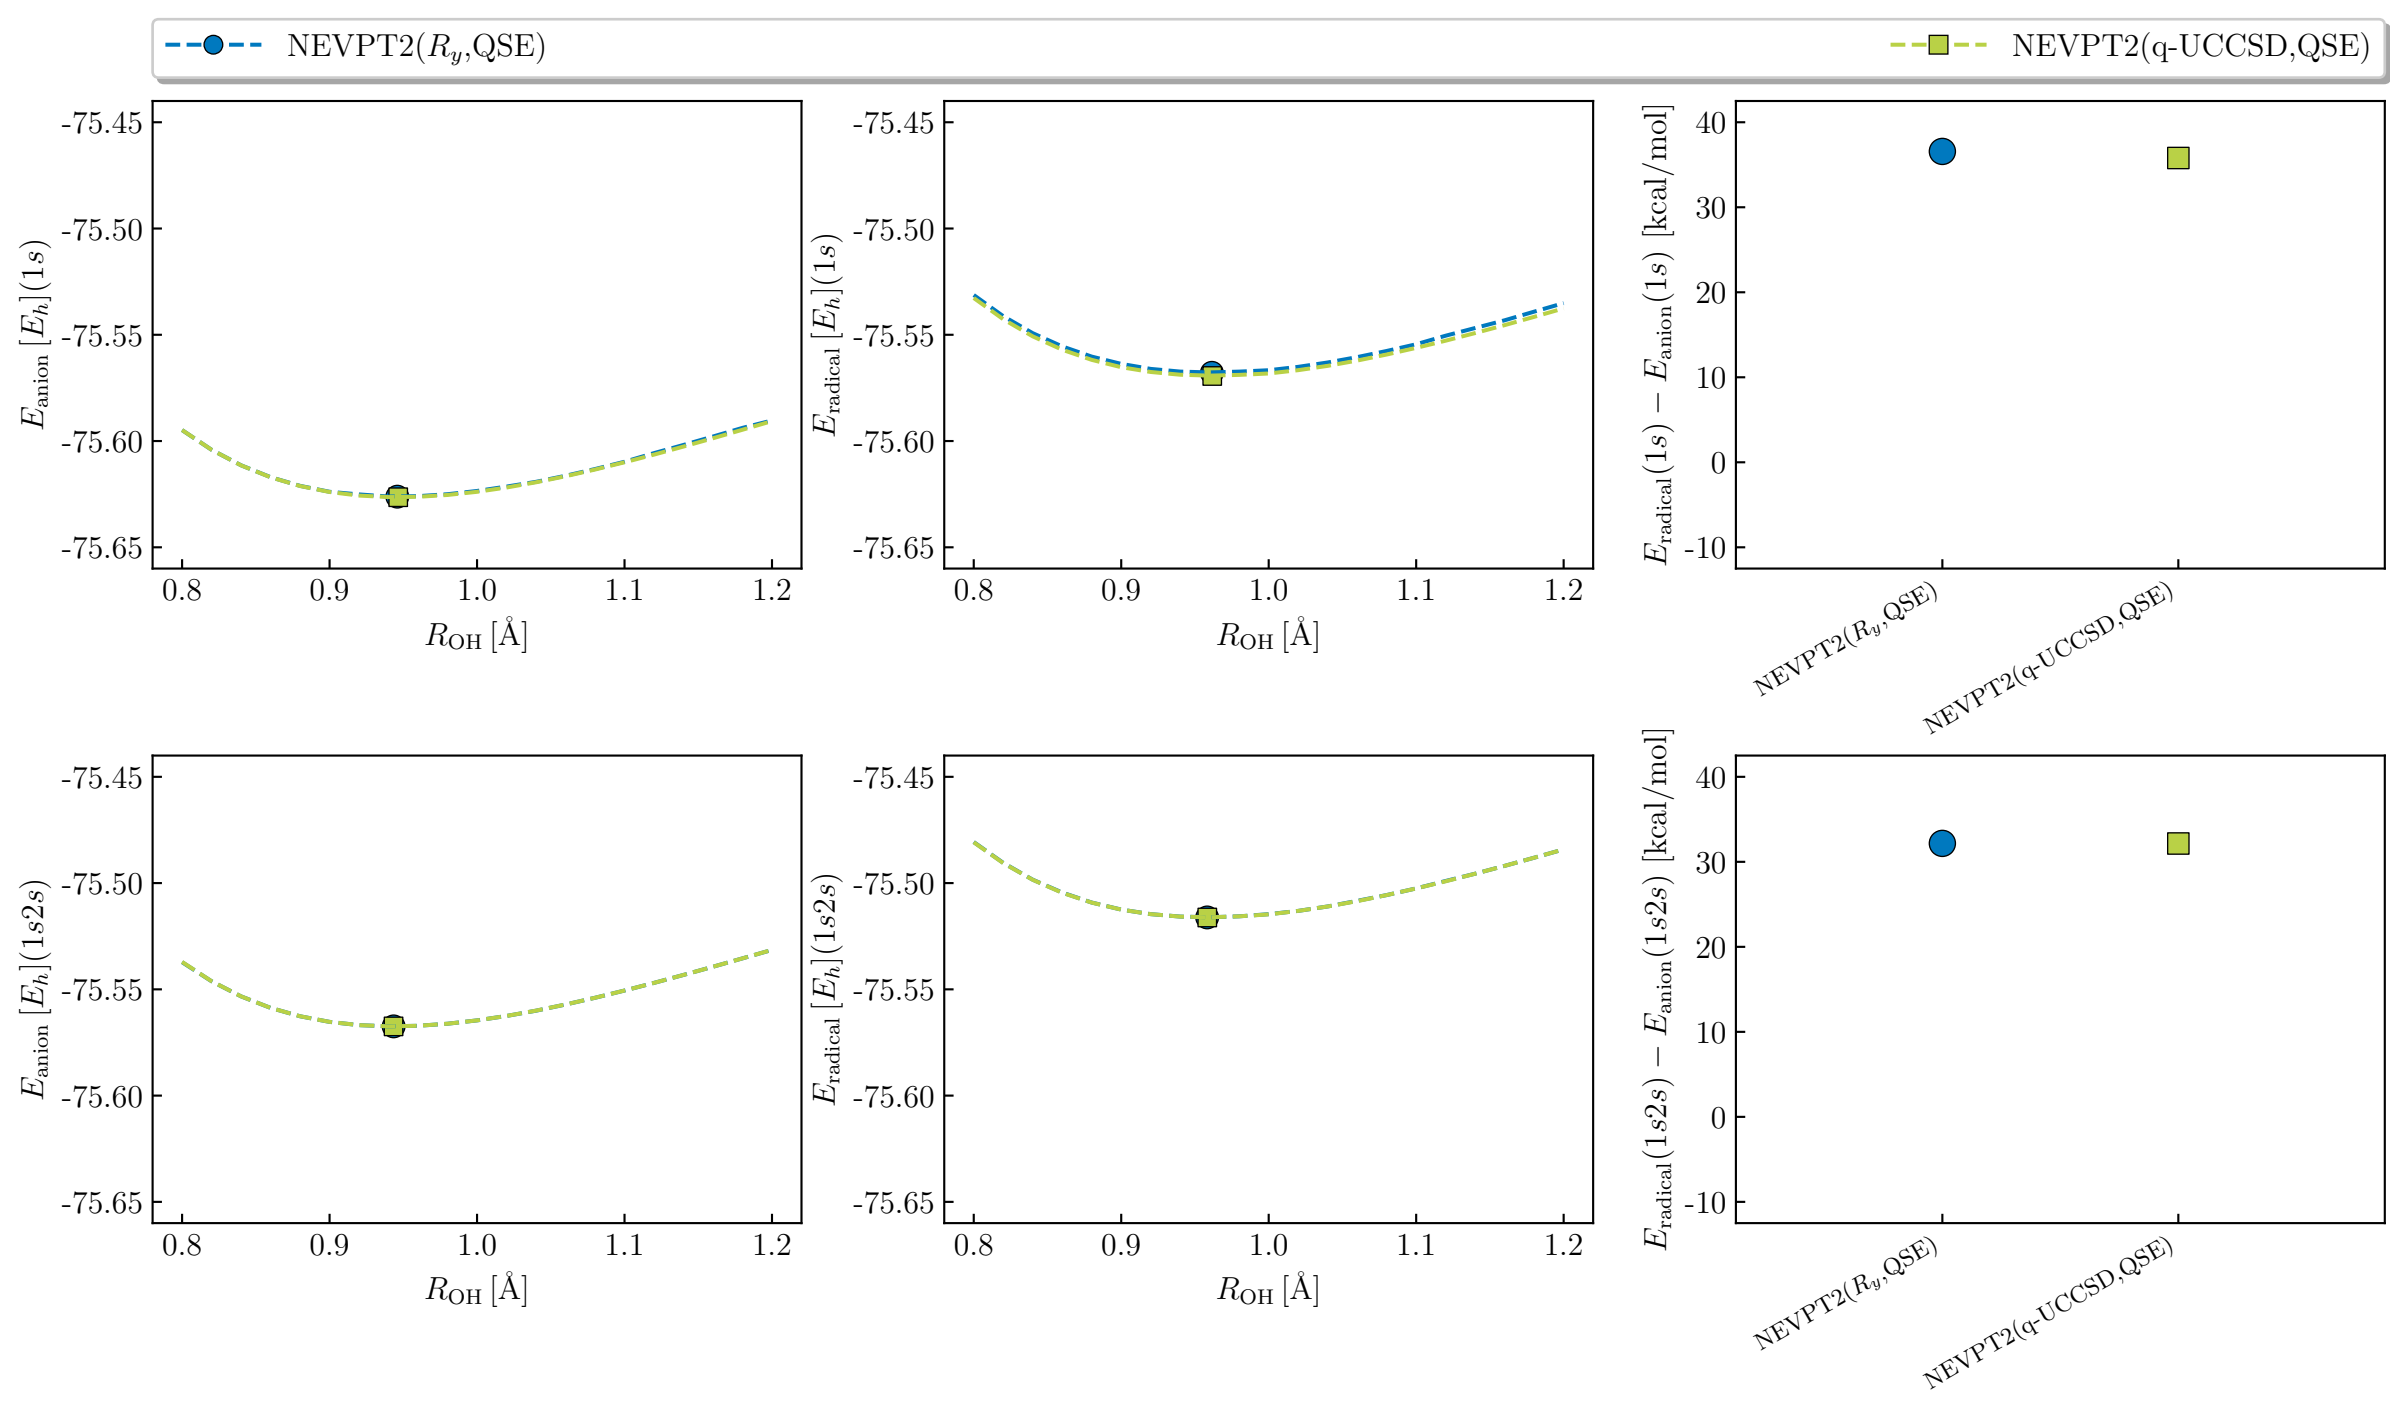 NEVPT2(R_y,QSE)
NEVPT2(q-UCCSD,QSE)
E_anion [E_h](1s)
-75.45
-75.50
-75.55
-75.60
-75.65
0.8 0.9 1.0 1.1 1.2
R_OH [Å]
E_radical [E_h](1s)
-75.45
-75.50
-75.55
-75.60
-75.65
0.8 0.9 1.0 1.1 1.2
R_OH [Å]
E_radical(1s) − E_anion(1s) [kcal/mol]
40
30
20
10
0
-10
NEVPT2(R_y,QSE)
NEVPT2(q-UCCSD,QSE)
E_anion [E_h](1s2s)
-75.45
-75.50
-75.55
-75.60
-75.65
0.8 0.9 1.0 1.1 1.2
R_OH [Å]
E_radical [E_h](1s2s)
-75.45
-75.50
-75.55
-75.60
-75.65
0.8 0.9 1.0 1.1 1.2
R_OH [Å]
E_radical(1s2s) − E_anion(1s2s) [kcal/mol]
40
30
20
10
0
-10
NEVPT2(R_y,QSE)
NEVPT2(q-UCCSD,QSE)